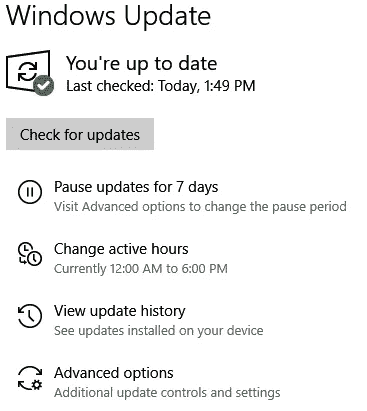 Windows Update
You're up to date
Last checked: Today, 1:49 PM
Check for updates
Pause updates for 7 days
Visit Advanced options to change the pause period
Change active hours
Currently 12:00 AM to 6:00 PM
View update history
See updates installed on your device
Advanced options
Additional update controls and settings